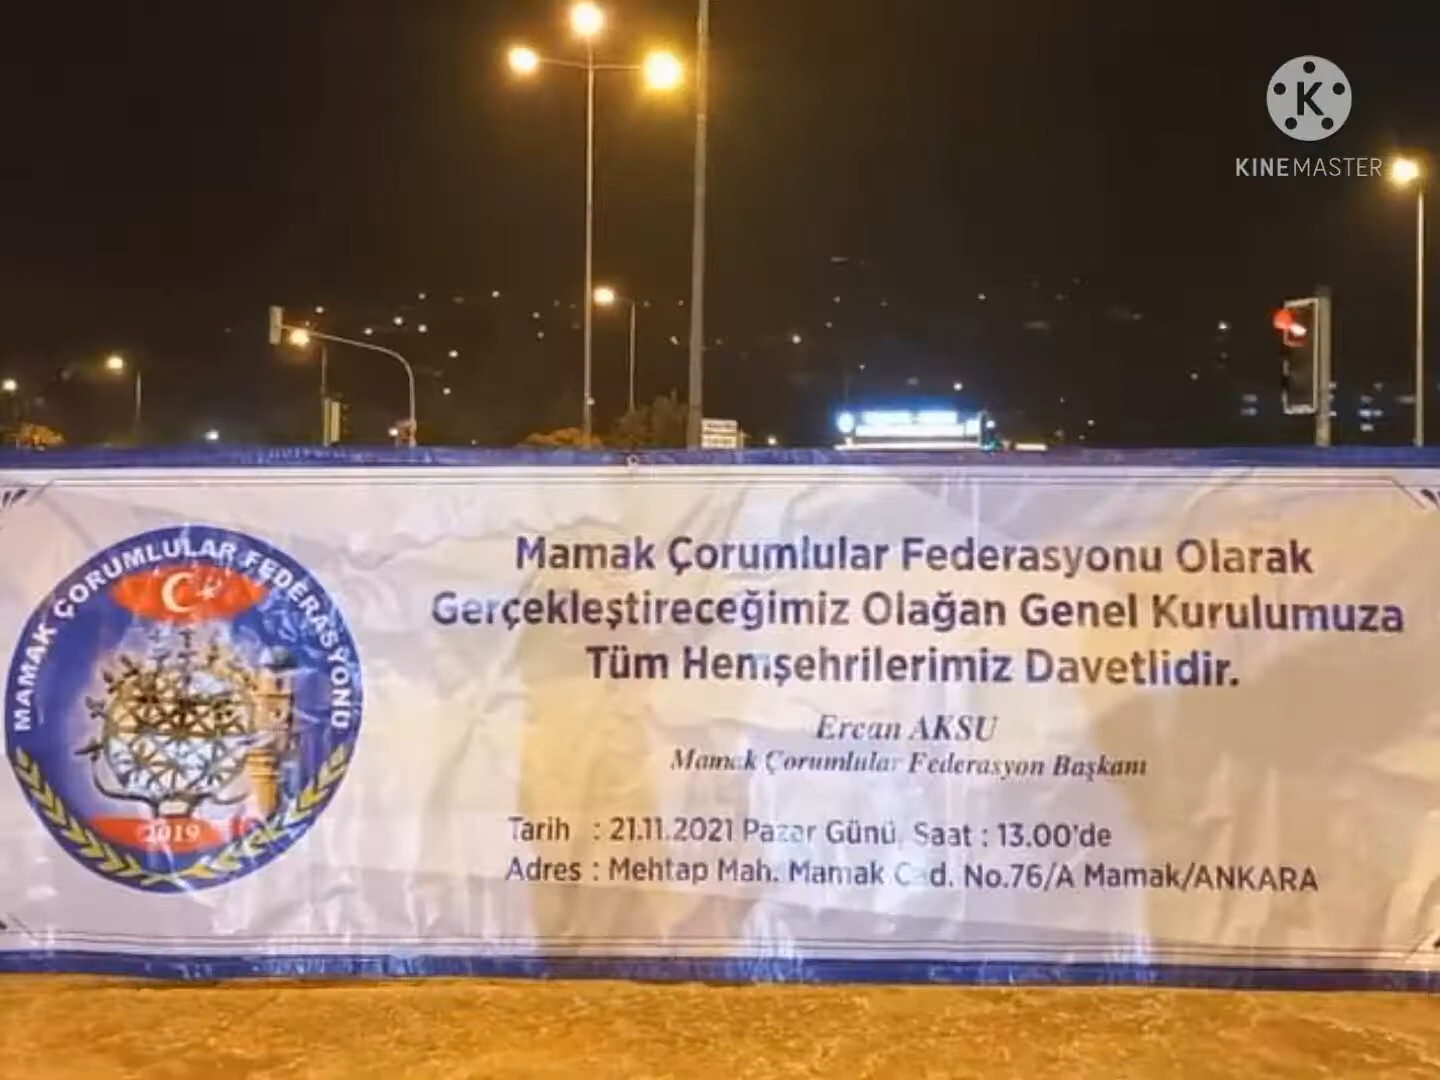 K
KINEMASTER
MAMAK ÇORUMLULAR FEDERASYONU
2019
Mamak Çorumlular Federasyonu Olarak
Gerçekleştireceğimiz Olağan Genel Kurulumuza
Tüm Hemşehrilerimiz Davetlidir.
Ercan AKSU
Mamak Çorumlular Federasyon Başkanı
Tarih : 21.11.2021 Pazar Günü, Saat : 13.00'de
Adres : Mehtap Mah. Mamak Cad. No.76/A Mamak/ANKARA